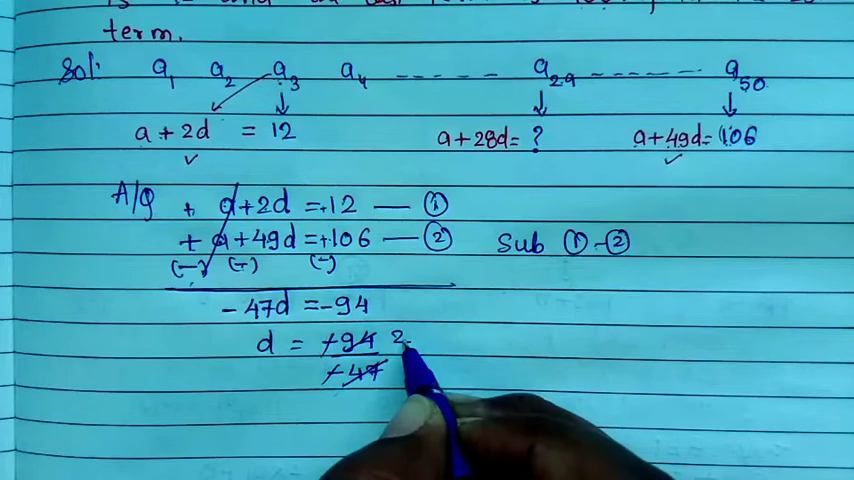 term.
Sol: a₁ a₂ a₃ a₄ ------ a₂₉ ------- a₅₀
a + 2d = 12 a + 28d = ? a + 49d = 106
A/Q + a + 2d = +12 — ①
+ a + 49d = +106 — ② Sub ① - ②
(-) (-) (-)
- 47d = -94
d = -94 2
-47